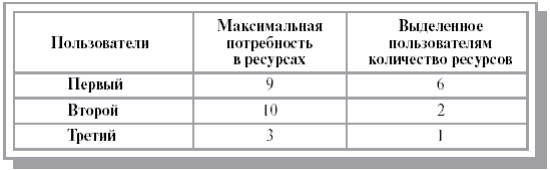 Пользователи
Максимальная
потребность
в ресурсах
Выделенное
пользователям
количество ресурсов
Первый 9 6
Второй 10 2
Третий 3 1